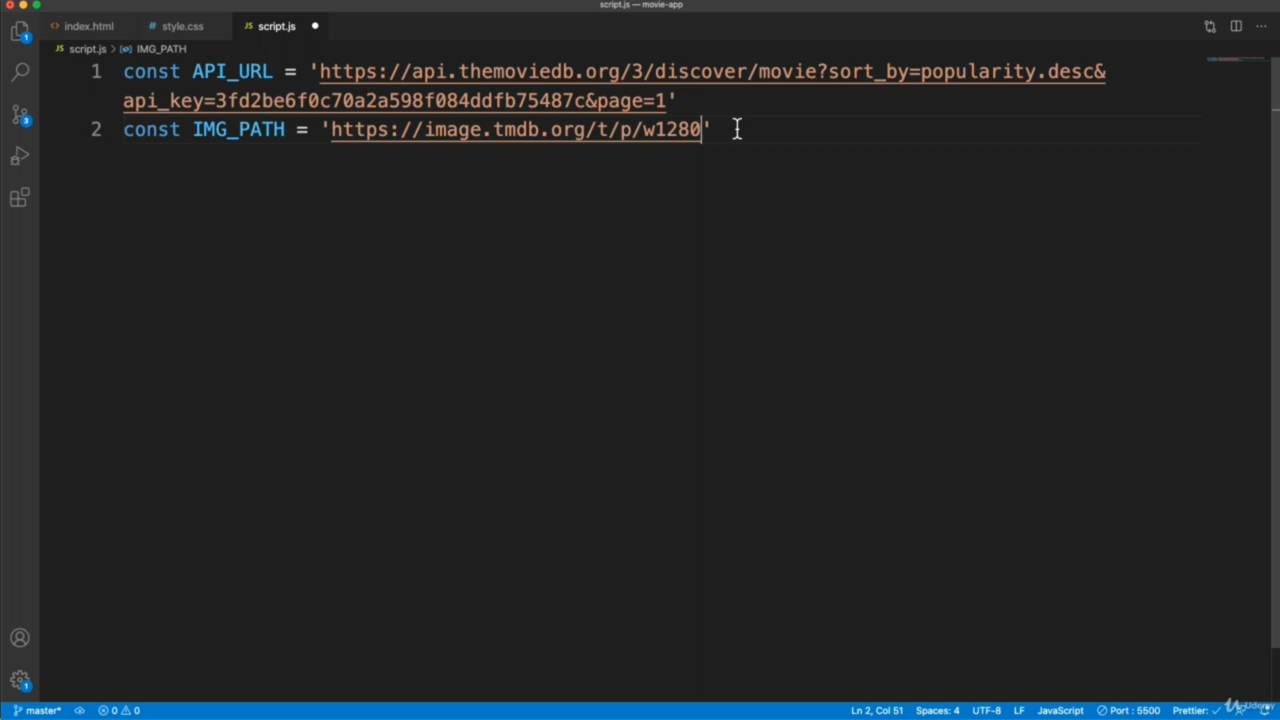 script.js — movie-app
index.html
style.css
script.js
script.js > IMG_PATH
1 const API_URL = 'https://api.themoviedb.org/3/discover/movie?sort_by=popularity.desc&
api_key=3fd2be6f0c70a2a598f084ddfb75487c&page=1'
2 const IMG_PATH = 'https://image.tmdb.org/t/p/w1280'
master* 0 0 Ln 2, Col 51 Spaces: 4 UTF-8 LF JavaScript Port : 5500 Prettier: ✓
Udemy